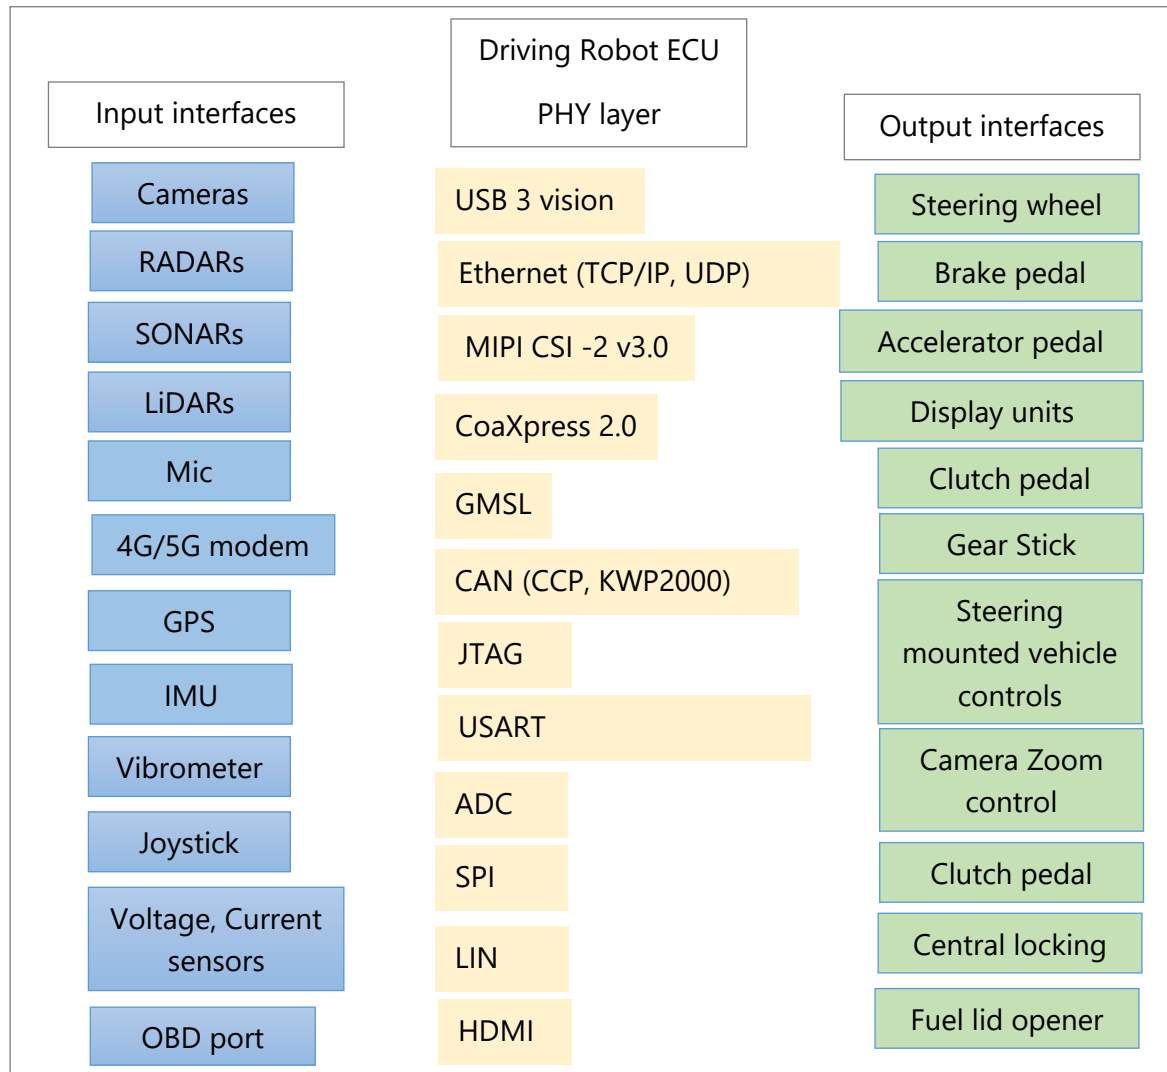 Input interfaces
Cameras
RADARs
SONARs
LiDARs
Mic
4G/5G modem
GPS
IMU
Vibrometer
Joystick
Voltage, Current
sensors
OBD port
Driving Robot ECU
PHY layer
USB 3 vision
Ethernet (TCP/IP, UDP)
MIPI CSI -2 v3.0
CoaXpress 2.0
GMSL
CAN (CCP, KWP2000)
JTAG
USART
ADC
SPI
LIN
HDMI
Output interfaces
Steering wheel
Brake pedal
Accelerator pedal
Display units
Clutch pedal
Gear Stick
Steering
mounted vehicle
controls
Camera Zoom
control
Clutch pedal
Central locking
Fuel lid opener